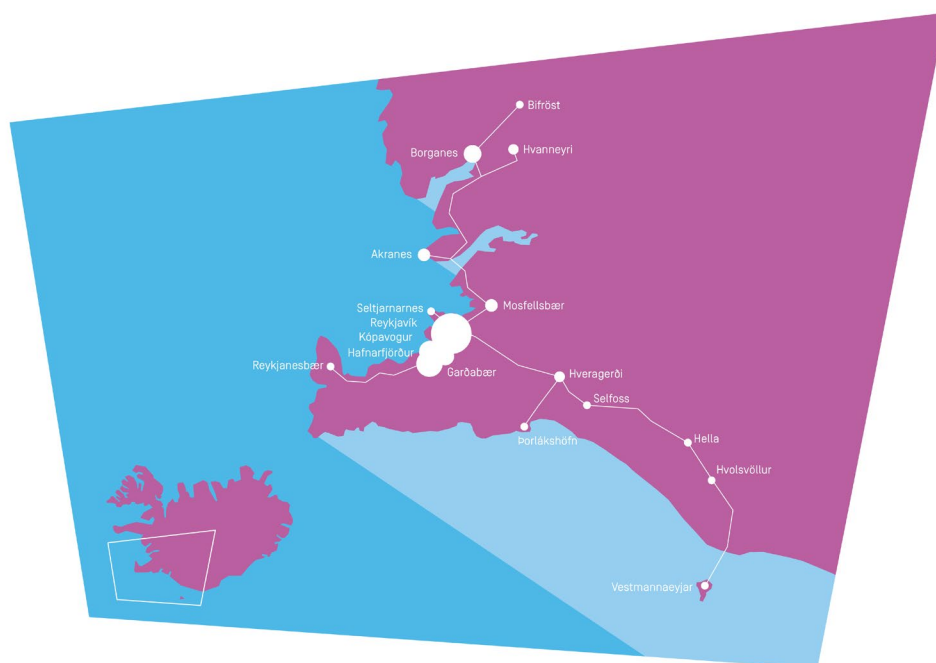 Bifröst
Borganes
Hvanneyri
Akranes
Mosfellsbær
Seltjarnarnes
Reykjavík
Kópavogur
Hafnarfjörður
Reykjanesbær
Garðabær
Hveragerði
Selfoss
Þorlákshöfn
Hella
Hvolsvöllur
Vestmannaeyjar